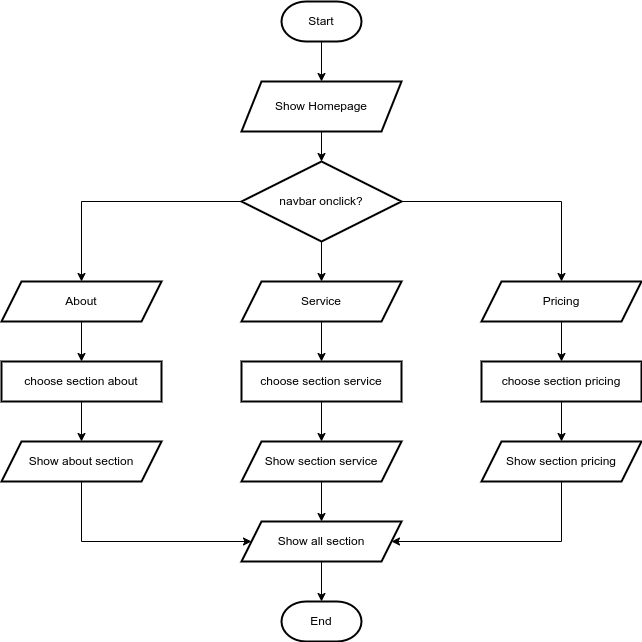 Start
Show Homepage
navbar onclick?
About
Service
Pricing
choose section about
choose section service
choose section pricing
Show about section
Show section service
Show section pricing
Show all section
End